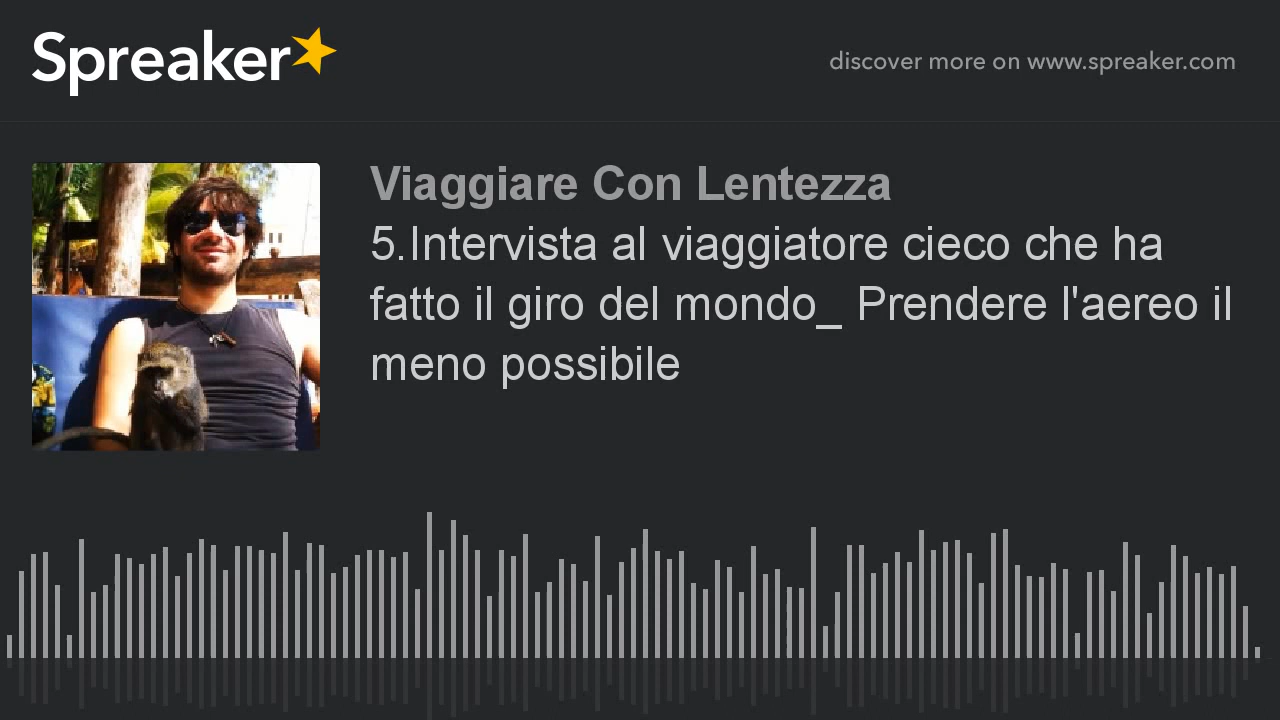 Spreaker
discover more on www.spreaker.com
Viaggiare Con Lentezza
5.Intervista al viaggiatore cieco che ha
fatto il giro del mondo_ Prendere l'aereo il
meno possibile